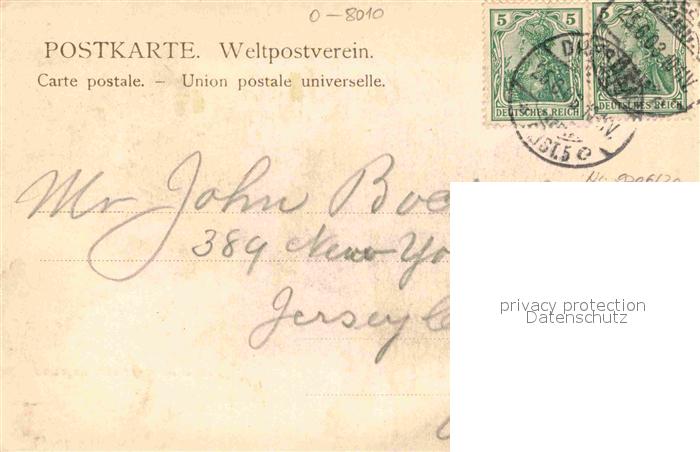 0-8010
POSTKARTE. Weltpostverein.
Carte postale. – Union postale universelle.
5 5
DEUTSCHES REICH DEUTSCHES REICH
Mr John
389 New Yo
Jersey
privacy protection
Datenschutz